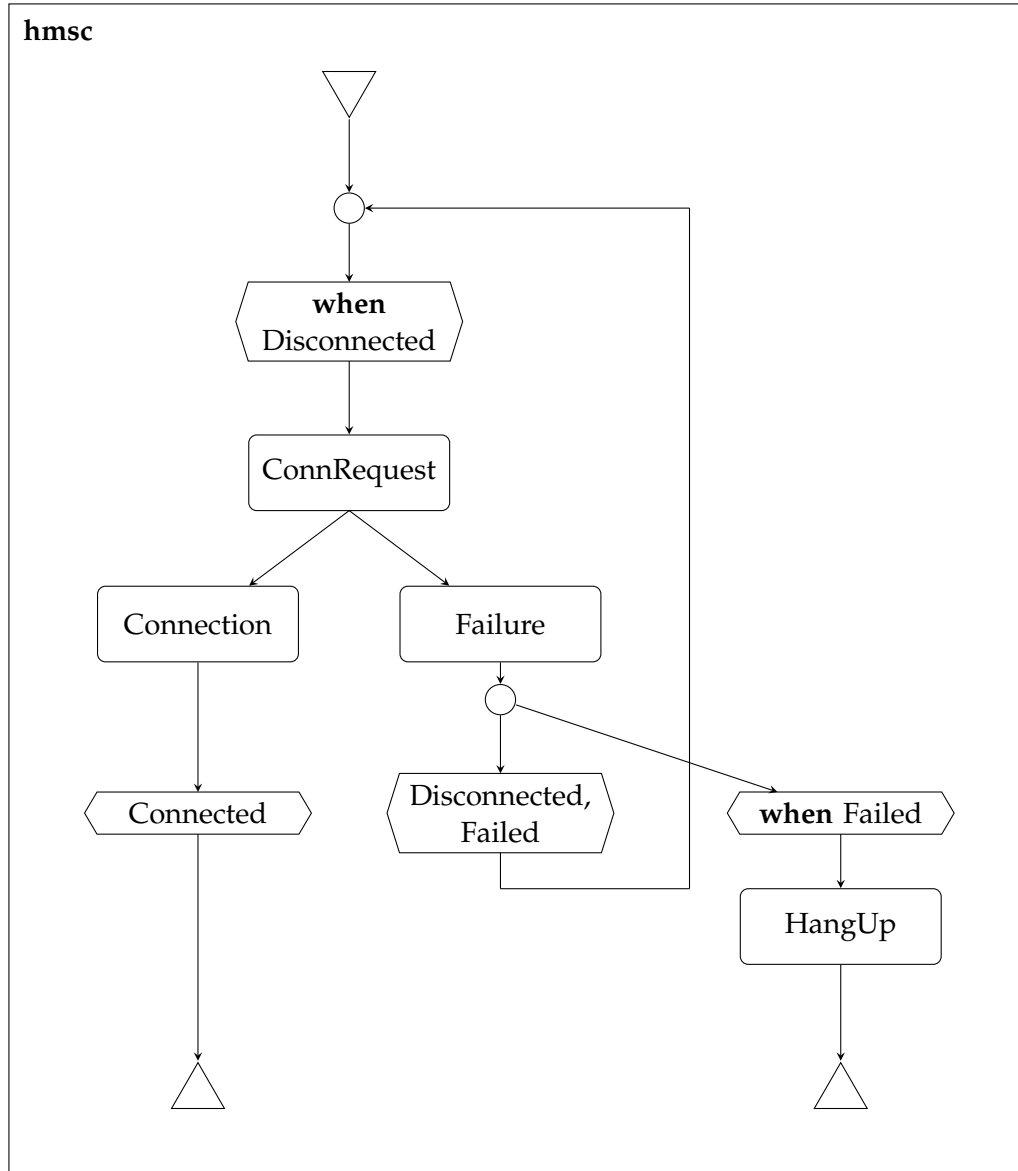 hmsc
when
Disconnected
ConnRequest
Connection
Failure
Connected
Disconnected,
Failed
when Failed
HangUp